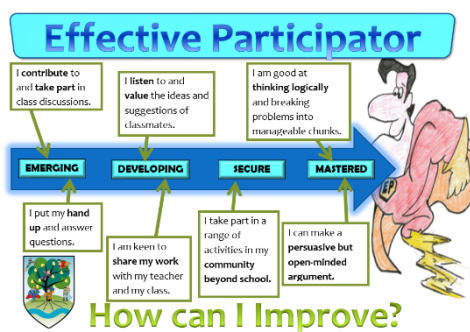 Effective Participator
I contribute to
and take part in
class discussions.
I listen to and
value the ideas and
suggestions of
classmates.
I am good at
thinking logically
and breaking
problems into
manageable chunks.
EMERGING
DEVELOPING
SECURE
MASTERED
EP
I put my hand
up and answer
questions.
I am keen to
share my work
with my teacher
and my class.
I take part in a
range of
activities in my
community
beyond school.
I can make a
persuasive but
open-minded
argument.
How can I Improve?